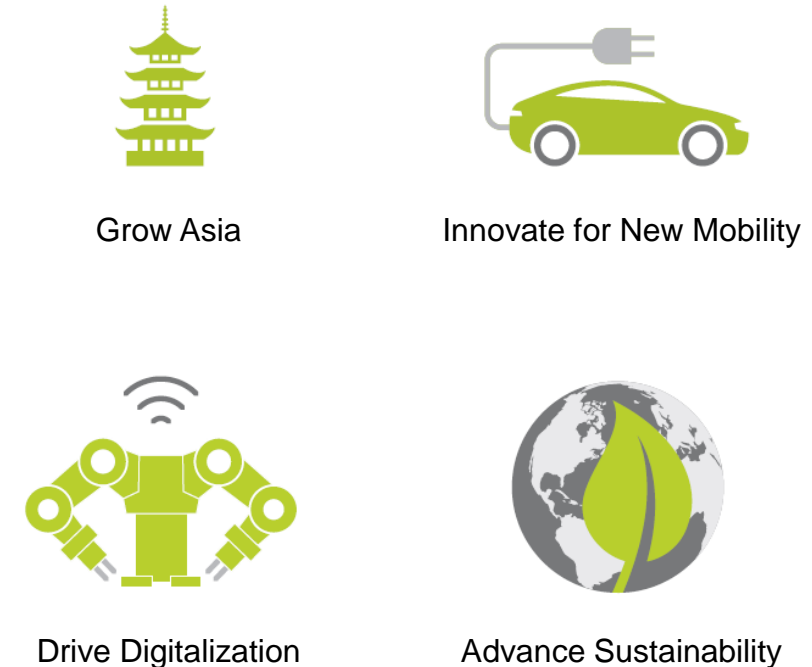 Grow Asia
Innovate for New Mobility
Drive Digitalization
Advance Sustainability